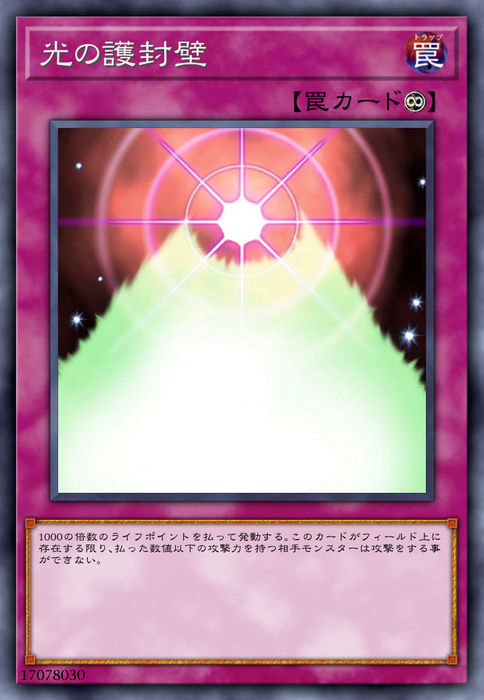 光の護封壁
トラップ
罠
【罠カード♾】
1000の倍数のライフポイントを払って発動する。このカードがフィールド上に
存在する限り、払った数値以下の攻撃力を持つ相手モンスターは攻撃をする事
ができない。
17078030